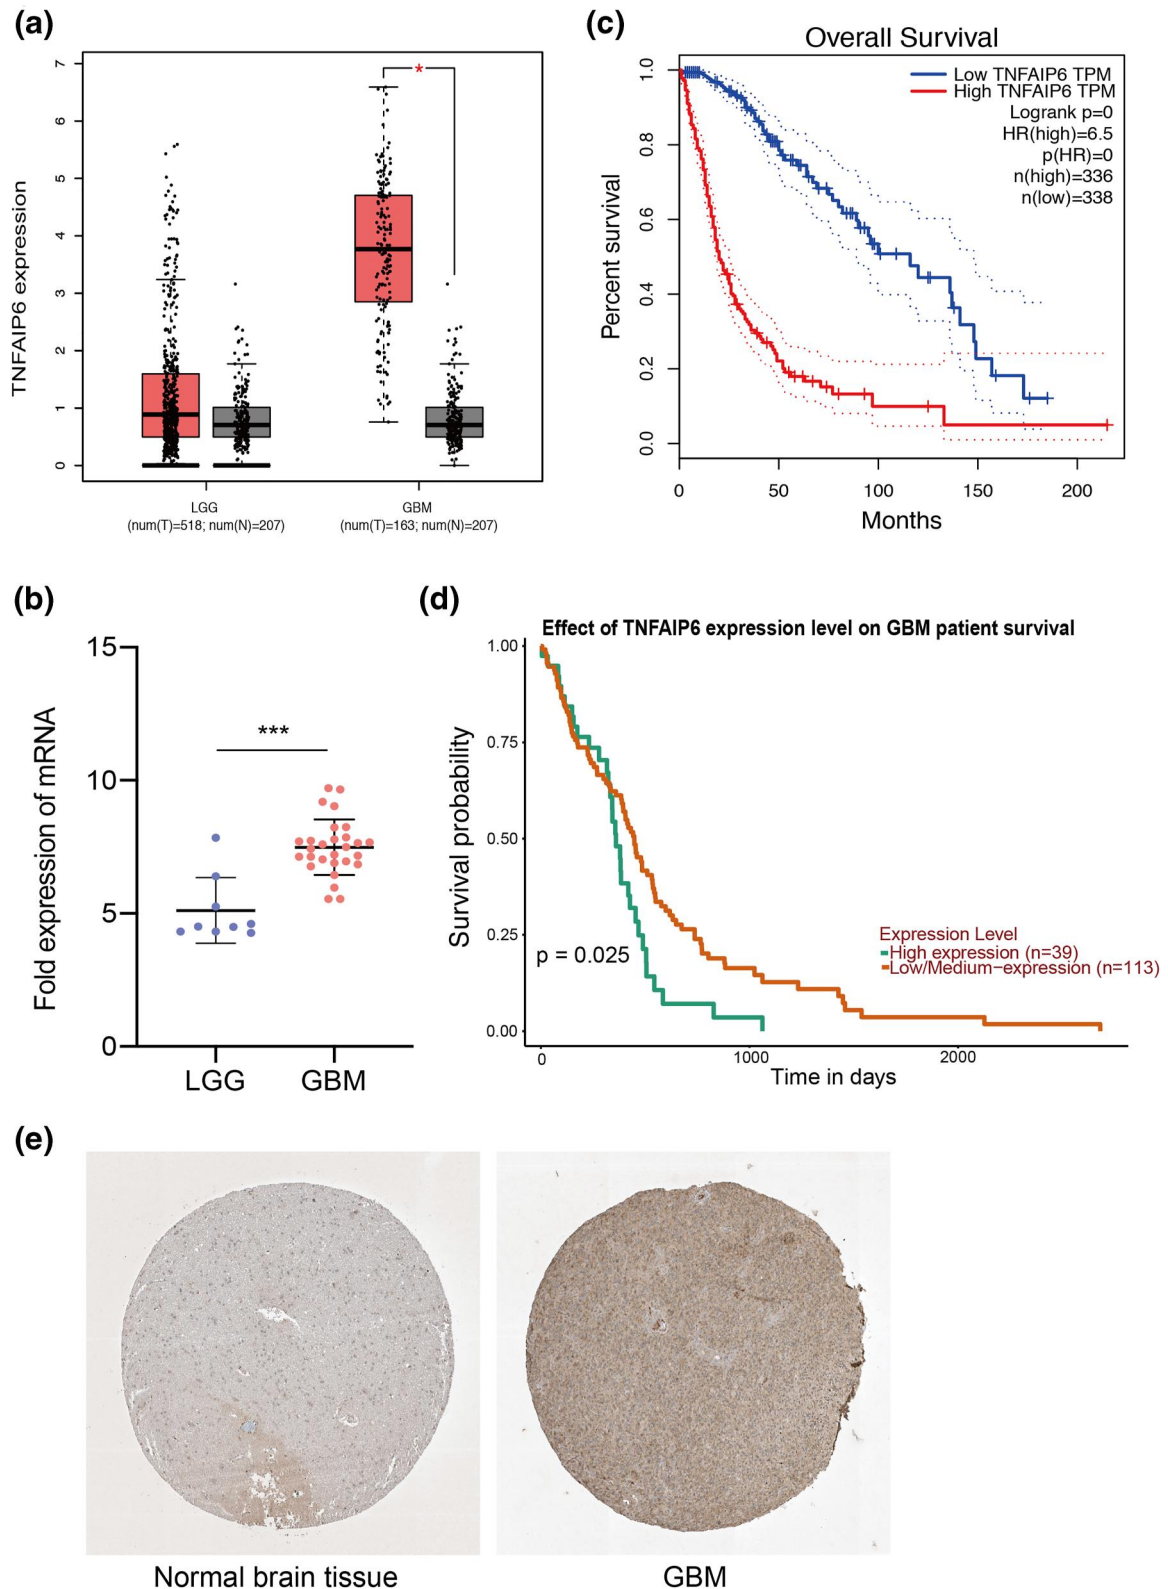 (a)
TNFAIP6 expression
7
6
5
4
3
2
1
0
*
LGG
(num(T)=518; num(N)=207)
GBM
(num(T)=163; num(N)=207)
(c)
Overall Survival
Percent survival
1.0
0.8
0.6
0.4
0.2
0.0
Low TNFAIP6 TPM
High TNFAIP6 TPM
Logrank p=0
HR(high)=6.5
p(HR)=0
n(high)=336
n(low)=338
0 50 100 150 200
Months
(b)
Fold expression of mRNA
15
10
5
0
***
LGG GBM
(d)
Effect of TNFAIP6 expression level on GBM patient survival
Survival probability
1.00
0.75
0.50
0.25
0.00
p = 0.025
Expression Level
High expression (n=39)
Low/Medium−expression (n=113)
0 1000 2000
Time in days
(e)
Normal brain tissue
GBM